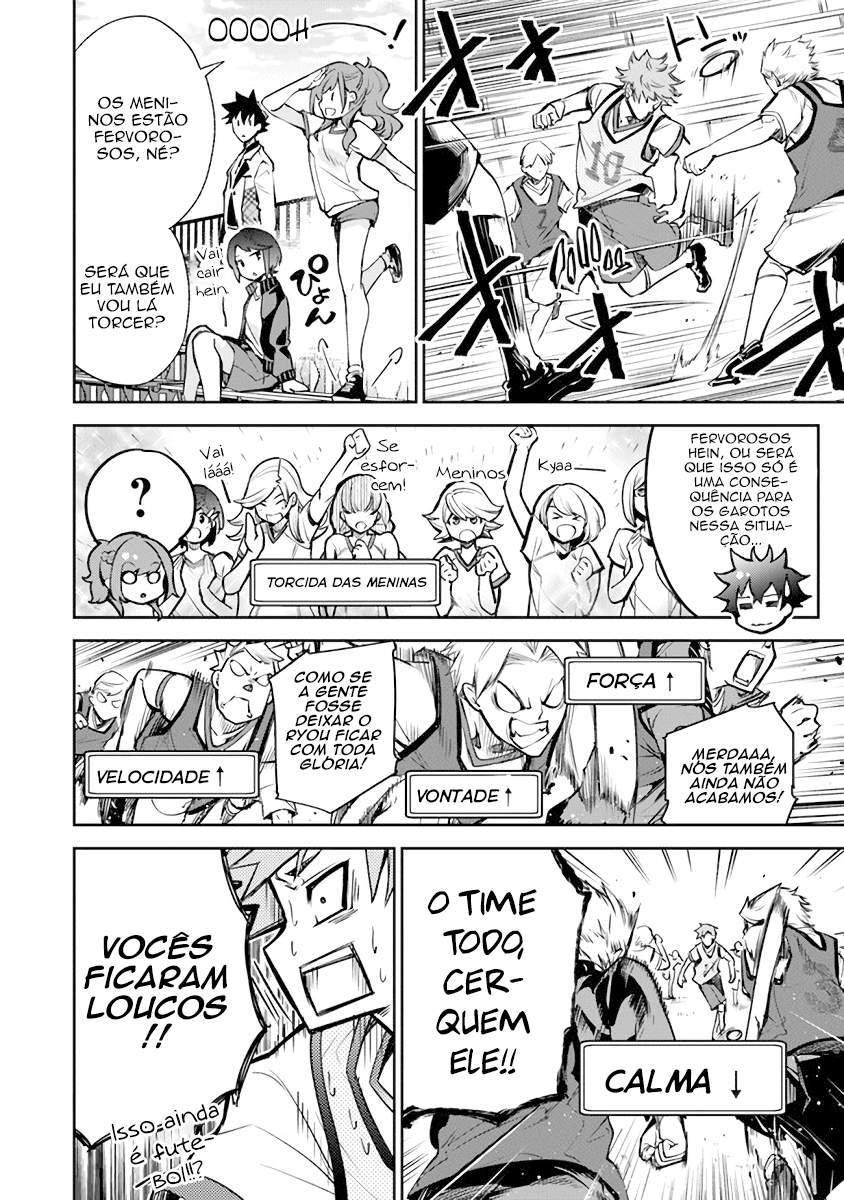 OOOOH
!
OS MENI-
NOS ESTÃO
FERVORO-
SOS, NÉ?
SERÁ QUE
EU TAMBÉM
VOU LÁ
TORCER?
Vai
cair
hein.
ぴょん
10
FERVOROSOS
HEIN, OU SERÁ
QUE ISSO SÓ É
UMA CONSE-
QUÊNCIA PARA
OS GAROTOS
NESSA SITUA-
ÇÃO...
Kyaa
Meninos
Se
esfor-
cem!
Vai
lááá!
?
TORCIDA DAS MENINAS
FORÇA ↑
MERDAAA,
NÓS TAMBÉM
AINDA NÃO
ACABAMOS!
COMO SE
A GENTE
FOSSE
DEIXAR O
RYOU FICAR
COM TODA
GLÓRIA!
VONTADE ↑
VELOCIDADE ↑
O TIME
TODO,
CER-
QUEM
ELE!!
CALMA ↓
VOCÊS
FICARAM
LOUCOS
!!
Isso ainda
é fute-
BOl!!?